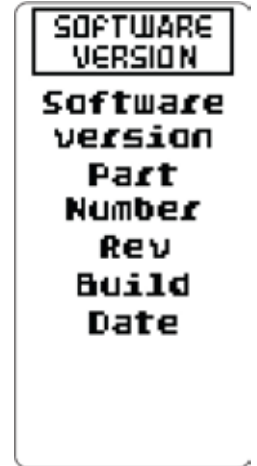 SOFTWARE
VERSION
Software
version
Part
Number
Rev
Build
Date